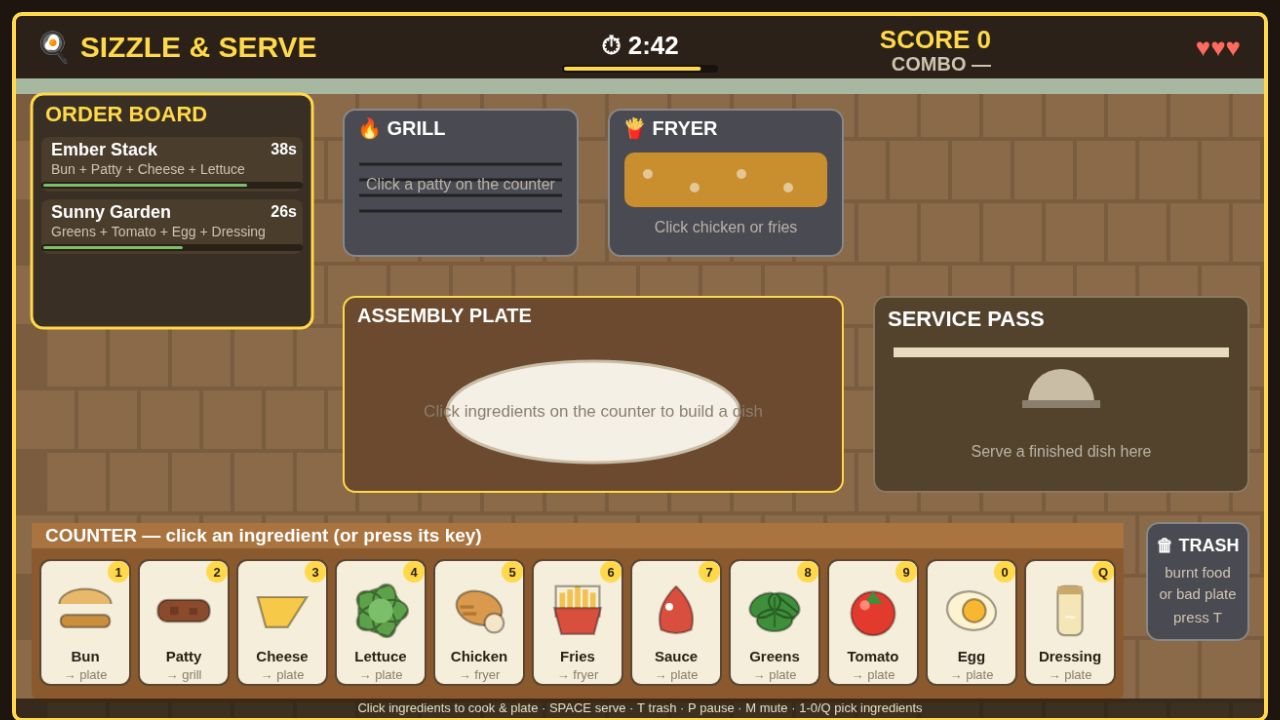 SIZZLE & SERVE
2:42
SCORE 0
COMBO —
ORDER BOARD
Ember Stack 38s
Bun + Patty + Cheese + Lettuce
Sunny Garden 26s
Greens + Tomato + Egg + Dressing
GRILL
Click a patty on the counter
FRYER
Click chicken or fries
ASSEMBLY PLATE
Click ingredients on the counter to build a dish
SERVICE PASS
Serve a finished dish here
COUNTER — click an ingredient (or press its key)
1 2 3 4 5 6 7 8 9 0 Q
Bun Patty Cheese Lettuce Chicken Fries Sauce Greens Tomato Egg Dressing
→ plate → grill → plate → plate → fryer → fryer → plate → plate → plate → plate → plate
TRASH
burnt food
or bad plate
press T
Click ingredients to cook & plate · SPACE serve · T trash · P pause · M mute · 1-0/Q pick ingredients